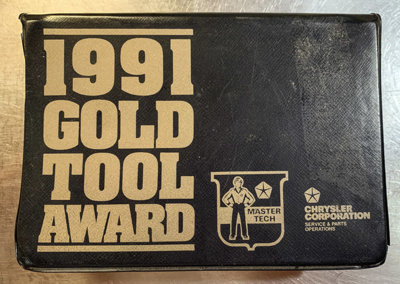 1991
GOLD
TOOL
AWARD
MASTER
TECH
CHRYSLER
CORPORATION
SERVICE & PARTS
OPERATIONS